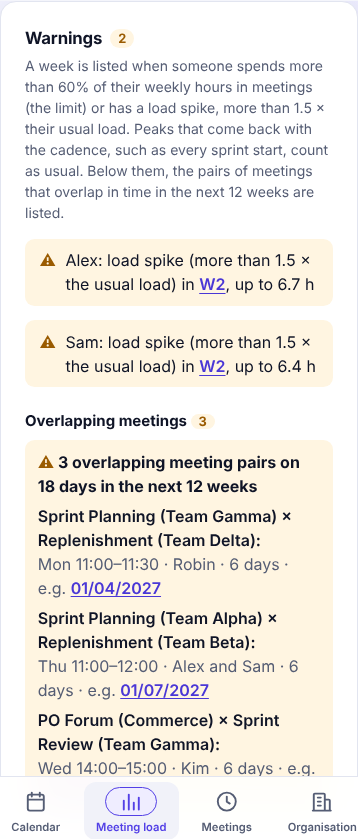 Warnings 2
A week is listed when someone spends more
than 60% of their weekly hours in meetings
(the limit) or has a load spike, more than 1.5 ×
their usual load. Peaks that come back with
the cadence, such as every sprint start, count
as usual. Below them, the pairs of meetings
that overlap in time in the next 12 weeks are
listed.
Alex: load spike (more than 1.5 ×
the usual load) in W2, up to 6.7 h
Sam: load spike (more than 1.5 ×
the usual load) in W2, up to 6.4 h
Overlapping meetings 3
3 overlapping meeting pairs on
18 days in the next 12 weeks
Sprint Planning (Team Gamma) ×
Replenishment (Team Delta):
Mon 11:00–11:30 · Robin · 6 days ·
e.g. 01/04/2027
Sprint Planning (Team Alpha) ×
Replenishment (Team Beta):
Thu 11:00–12:00 · Alex and Sam · 6
days · e.g. 01/07/2027
PO Forum (Commerce) × Sprint
Review (Team Gamma):
Wed 14:00–15:00 · Kim · 6 days · e.g.
Calendar
Meeting load
Meetings
Organisation